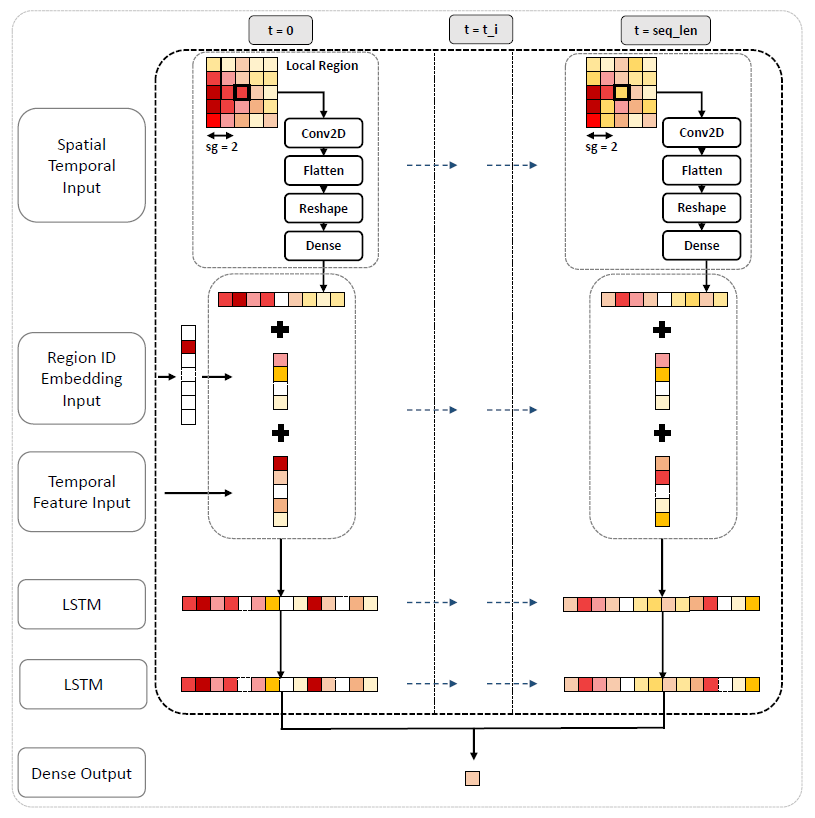 t = 0
t = t_i
t = seq_len
Local Region
sg = 2
Conv2D
Flatten
Reshape
Dense
sg = 2
Conv2D
Flatten
Reshape
Dense
Spatial
Temporal
Input
Region ID
Embedding
Input
Temporal
Feature Input
LSTM
LSTM
Dense Output